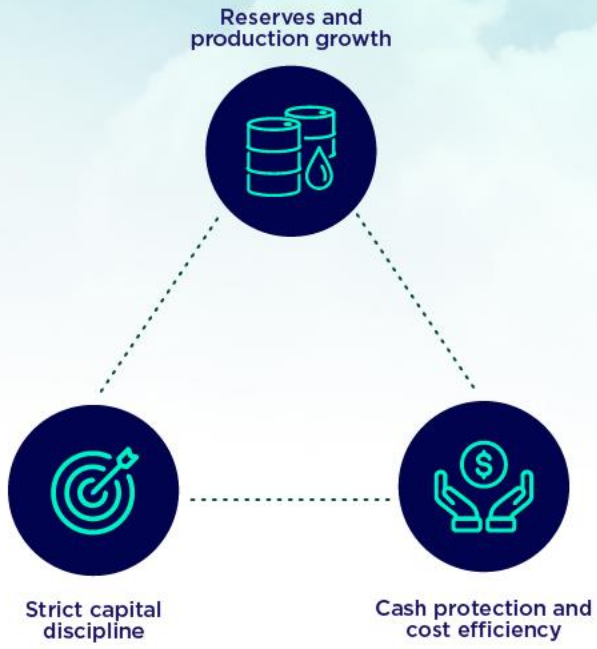 Reserves and
production growth
$
Strict capital
discipline
Cash protection and
cost efficiency